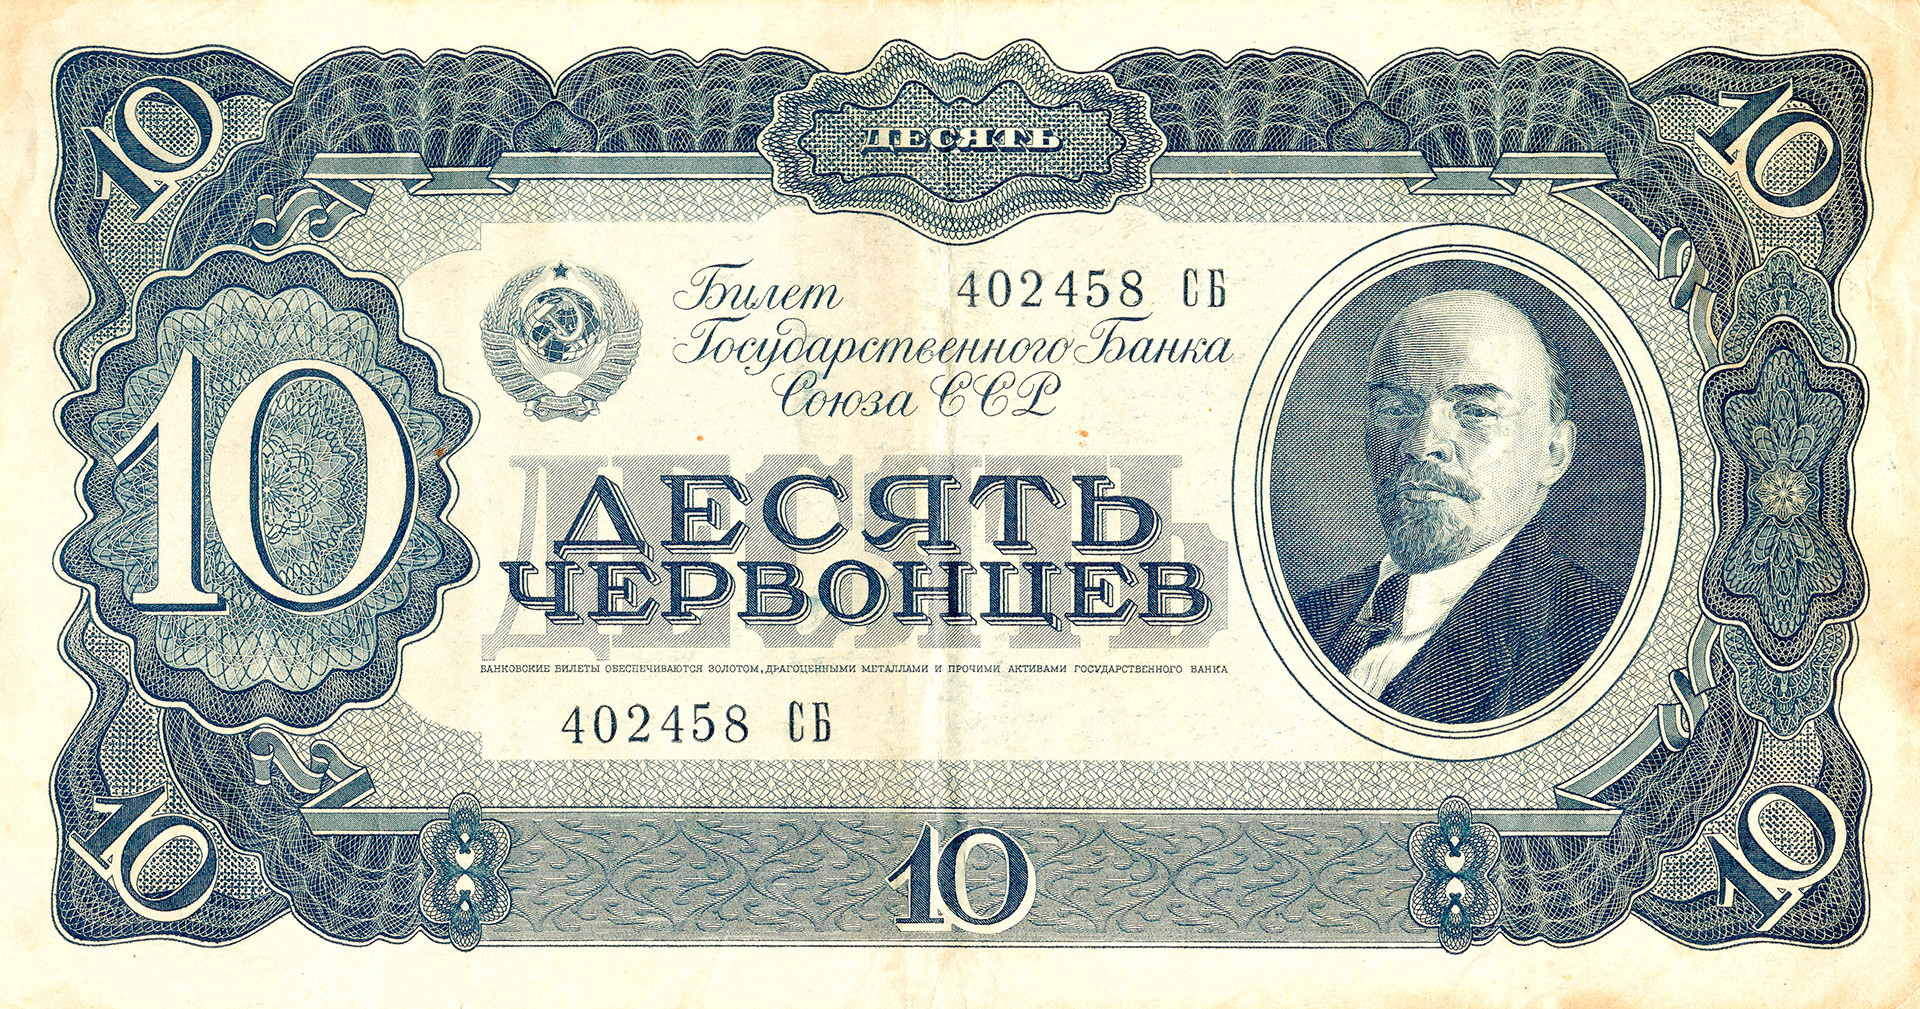 10
ДЕСЯТЬ
10
Билет 402458 СБ
Государственного Банка
Союза ССР
10
ДЕСЯТЬ
ДЕСЯТЬ
ЧЕРВОНЦЕВ
БАНКОВСКИЕ БИЛЕТЫ ОБЕСПЕЧИВАЮТСЯ ЗОЛОТОМ, ДРАГОЦЕННЫМИ МЕТАЛЛАМИ И ПРОЧИМИ АКТИВАМИ ГОСУДАРСТВЕННОГО БАНКА
402458 СБ
10
10
10